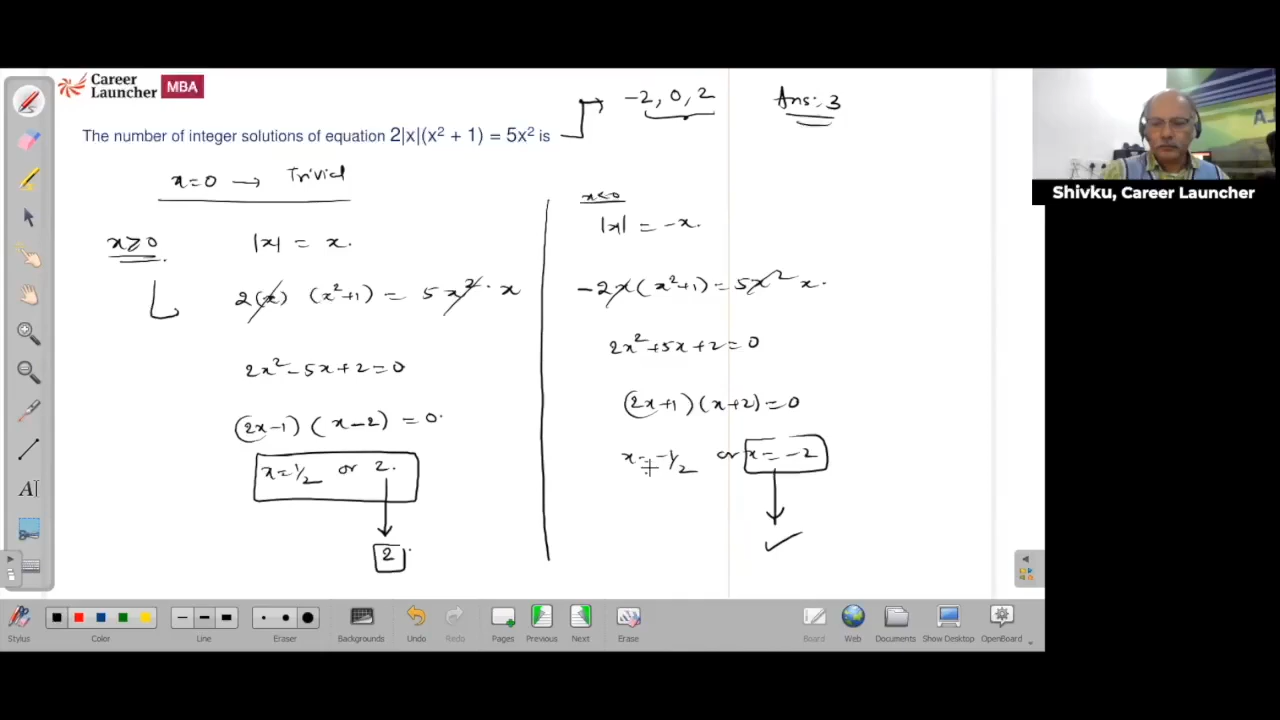 Career
Launcher MBA
-2, 0, 2
Ans: 3
The number of integer solutions of equation 2|x|(x² + 1) = 5x² is
x=0 → Trivial
x≥0
|x| = x.
2(x) (x²+1) = 5x²·x
2x²-5x+2=0
(2x-1) (x-2) = 0.
x=1/2 or 2.
2
x<0
|x| = -x.
-2x(x²+1)=5x² x.
2x²+5x+2=0
(2x+1)(x+2)=0
x=-1/2 or x=-2
Shivku, Career Launcher
A
Stylus
Color
Line
Eraser
Backgrounds
Undo
Redo
Pages
Previous
Next
Erase
Board
Web
Documents
Show Desktop
OpenBoard